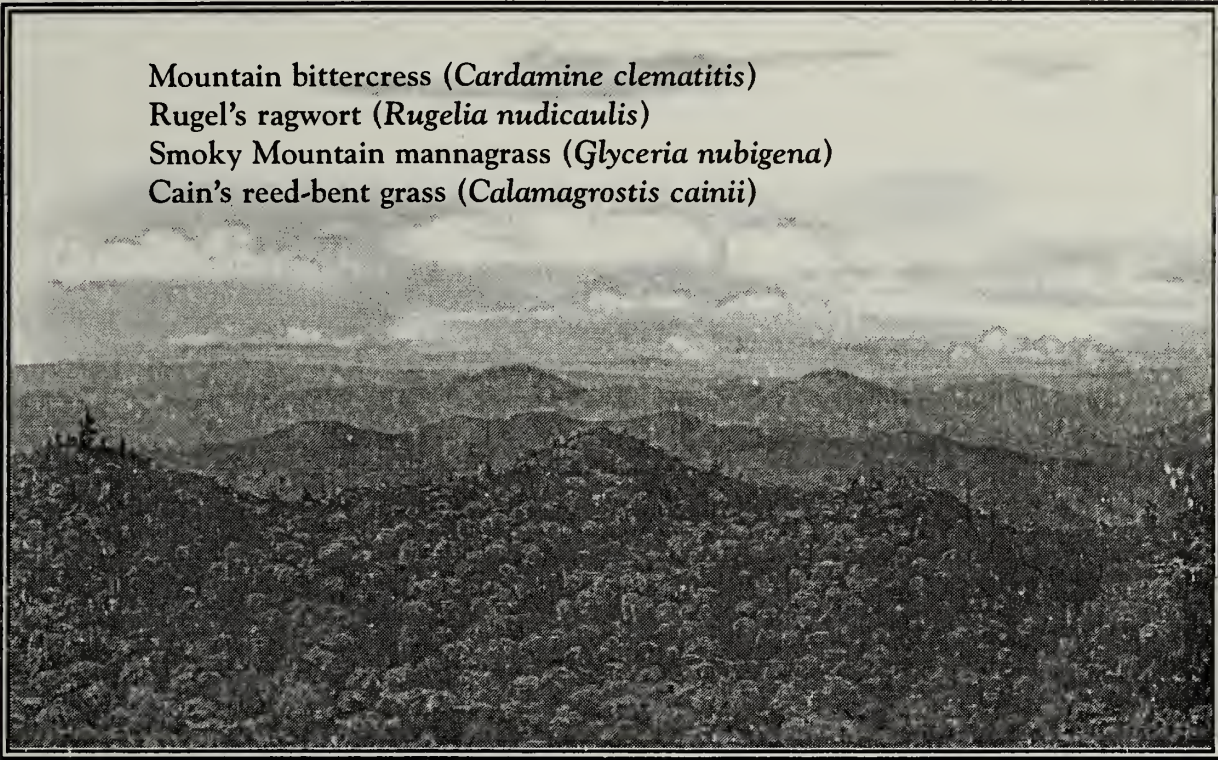 Mountain bittercress (Cardamine clematitis)
Rugel's ragwort (Rugelia nudicaulis)
Smoky Mountain mannagrass (Glyceria nubigena)
Cain's reed-bent grass (Calamagrostis cainii)